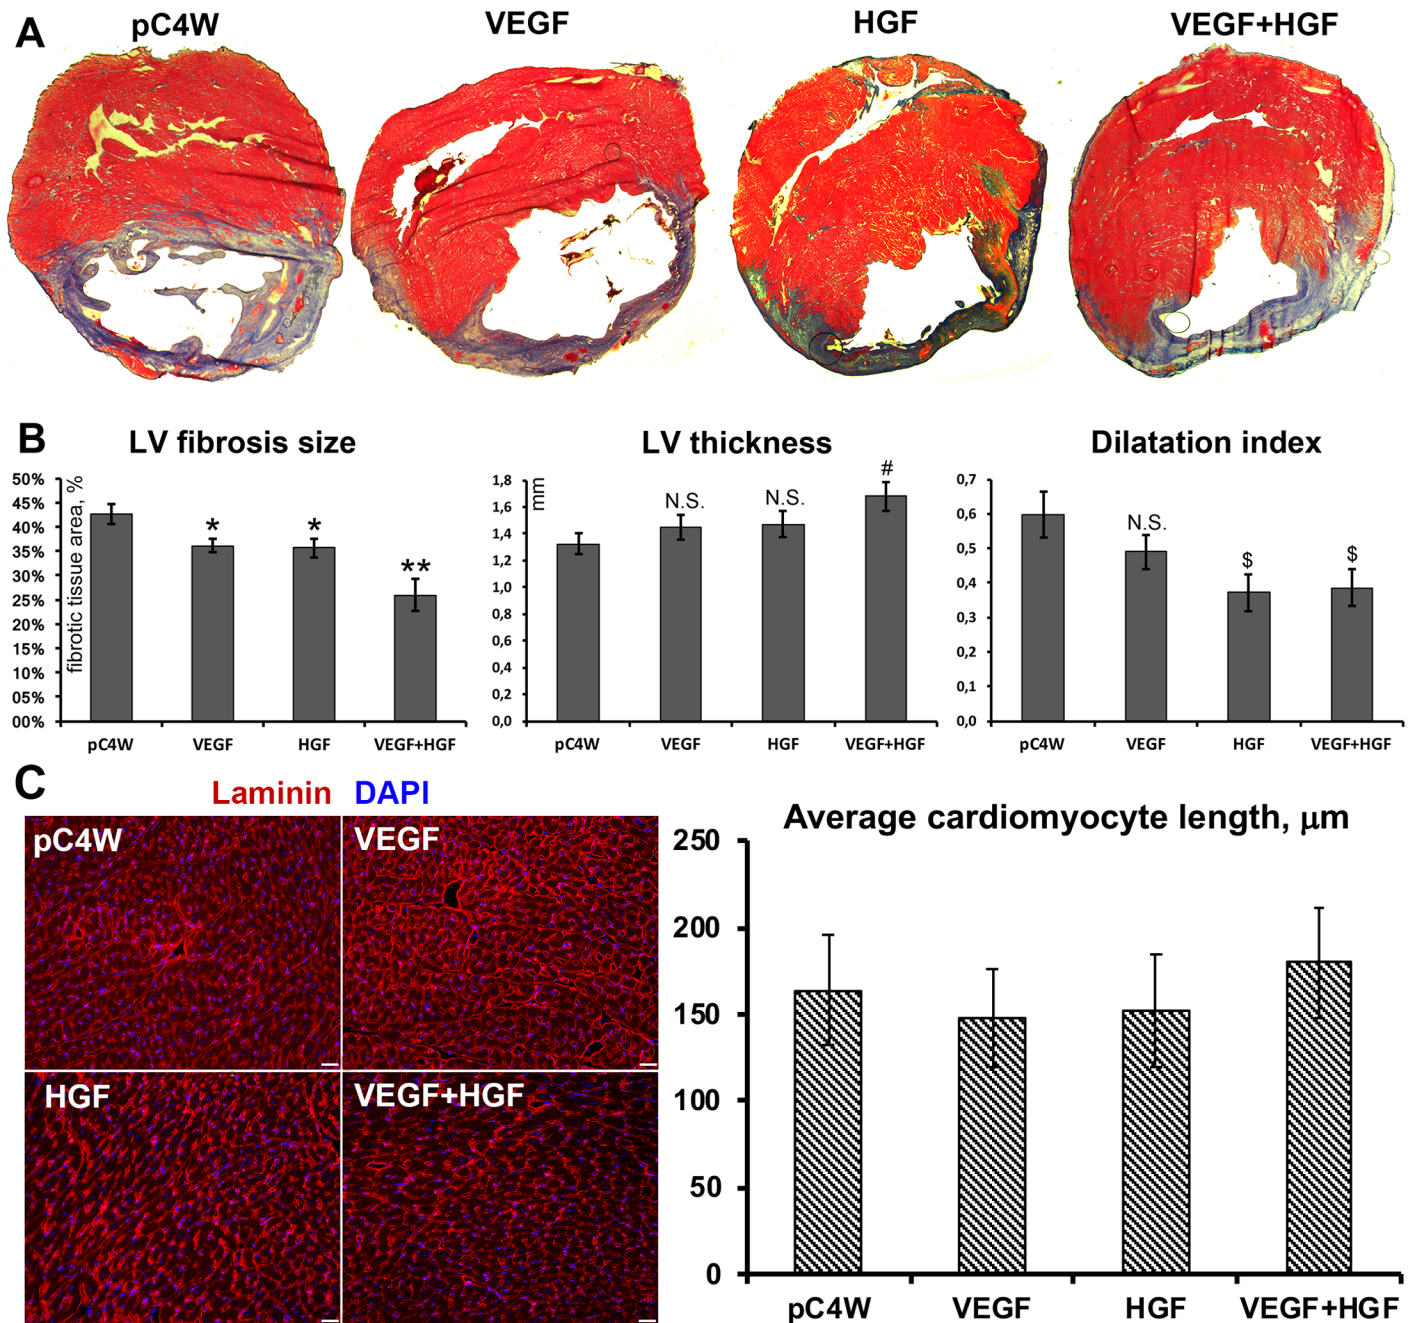 A
pC4W
VEGF
HGF
VEGF+HGF
B
LV fibrosis size
fibrotic tissue area, %
50%
45%
40%
35%
30%
25%
20%
15%
10%
05%
00%
*
*
**
pC4W
VEGF
HGF
VEGF+HGF
LV thickness
mm
1,8
1,6
1,4
1,2
1,0
0,8
0,6
0,4
0,2
0,0
N.S.
N.S.
#
pC4W
VEGF
HGF
VEGF+HGF
Dilatation index
0,7
0,6
0,5
0,4
0,3
0,2
0,1
0,0
N.S.
$
$
pC4W
VEGF
HGF
VEGF+HGF
C
Laminin DAPI
pC4W
VEGF
HGF
VEGF+HGF
Average cardiomyocyte length, μm
250
200
150
100
50
0
pC4W
VEGF
HGF
VEGF+HGF